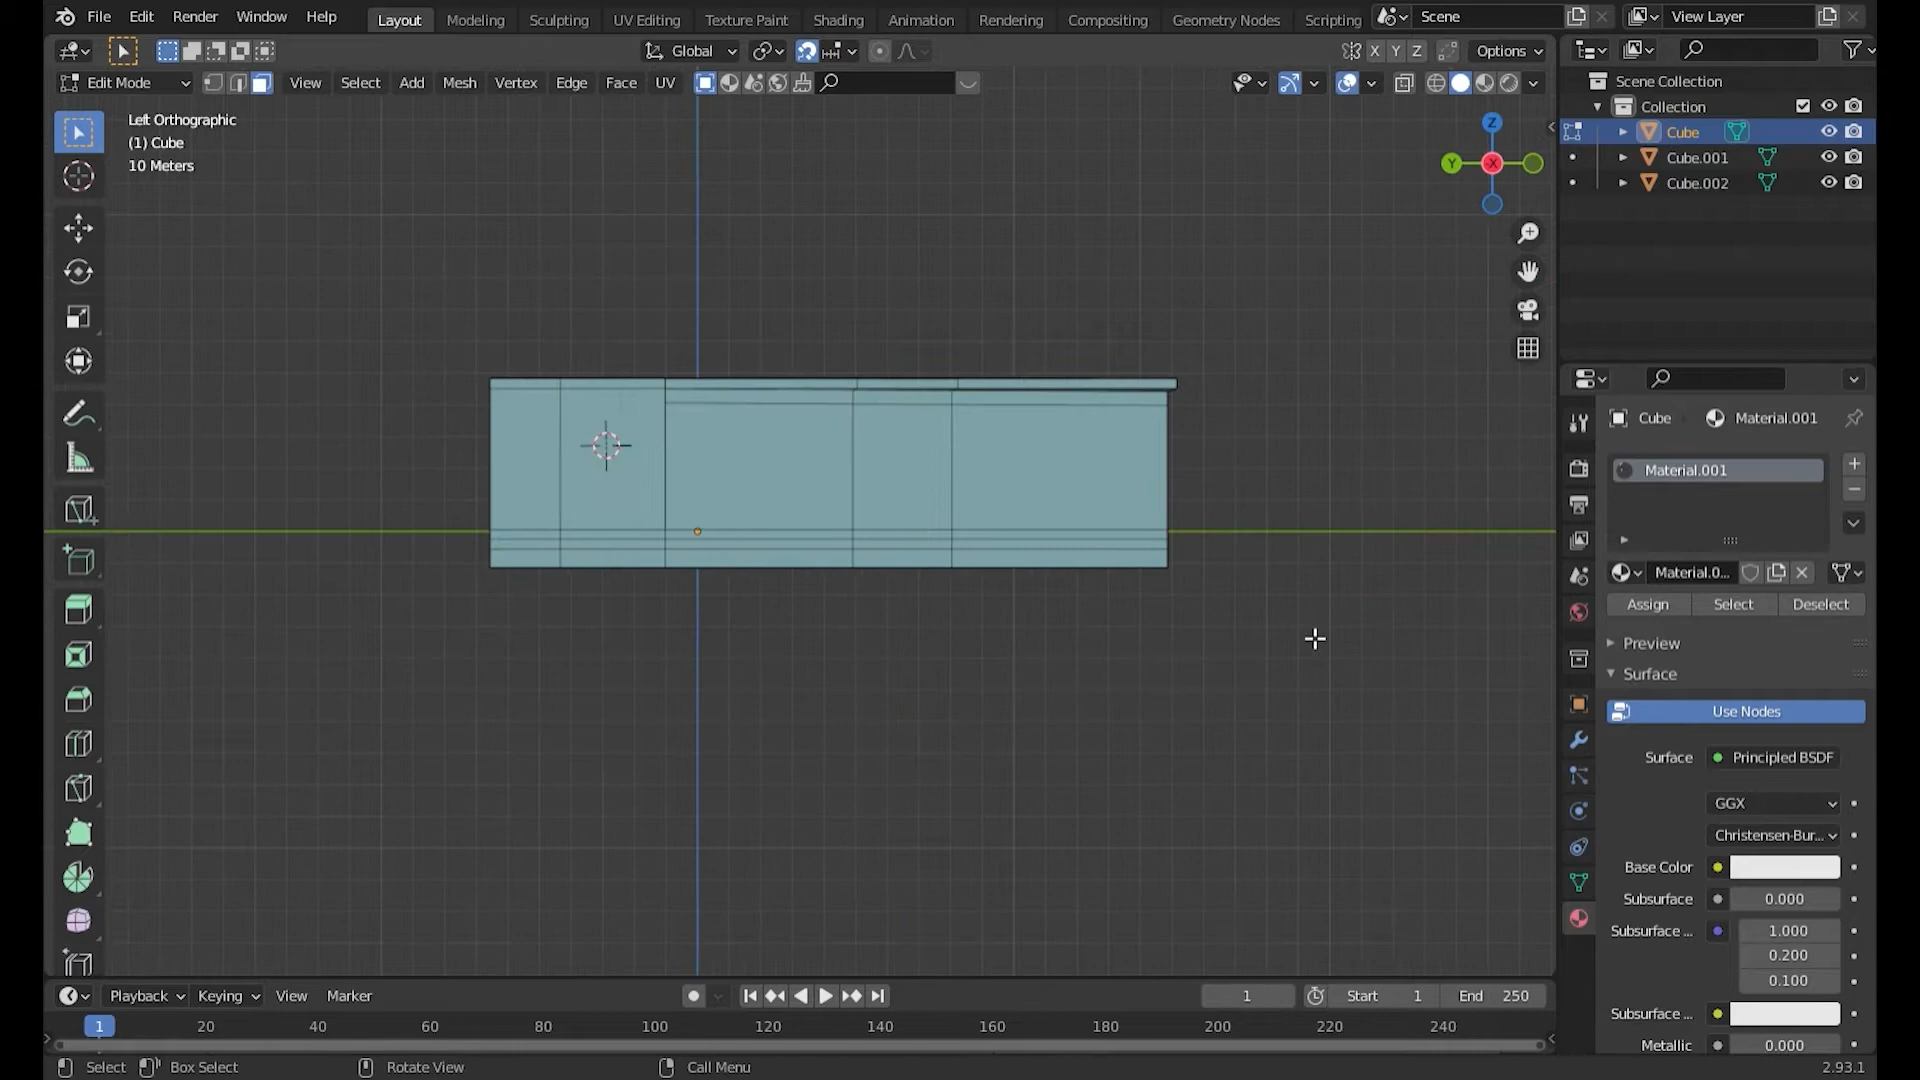 File Edit Render Window Help Layout Modeling Sculpting UV Editing Texture Paint Shading Animation Rendering Compositing Geometry Nodes Scripting Scene View Layer
Global X Y Z Options
Edit Mode View Select Add Mesh Vertex Edge Face UV
Left Orthographic
(1) Cube
10 Meters
Z
Y
X
Scene Collection
Collection
Cube
Cube.001
Cube.002
Cube Material.001
Material.001
Material.0...
Assign Select Deselect
Preview
Surface
Use Nodes
Surface Principled BSDF
GGX
Christensen-Bur...
Base Color
Subsurface 0.000
Subsurface ... 1.000
0.200
0.100
Subsurface ...
Metallic 0.000
Playback Keying View Marker 1 Start 1 End 250
1 20 40 60 80 100 120 140 160 180 200 220 240
Select Box Select Rotate View Call Menu 2.93.1